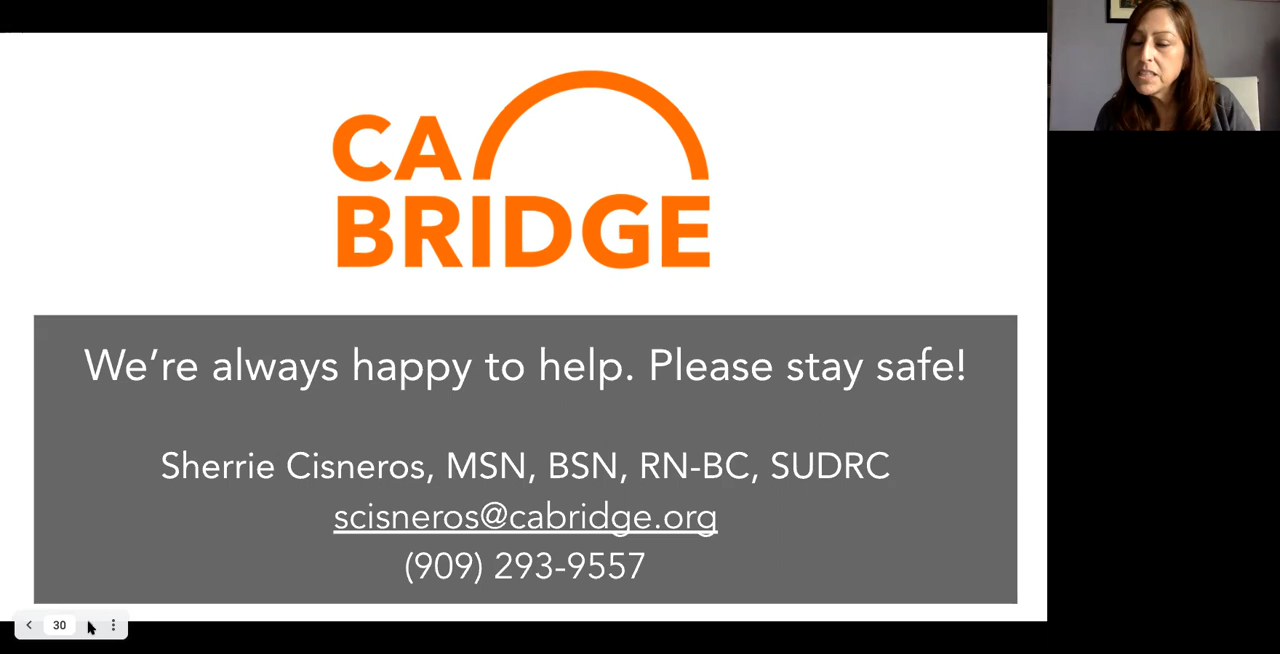 CA
BRIDGE
We’re always happy to help. Please stay safe!
Sherrie Cisneros, MSN, BSN, RN-BC, SUDRC
scisneros@cabridge.org
(909) 293-9557
30